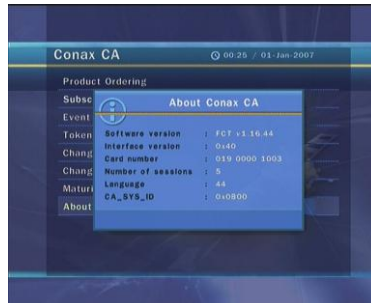 Conax CA 00:25 / 01-Jan-2007
Product Ordering
Subsc
Event
Token
Chang
Chang
Maturi
About
About Conax CA
Software version : FCT v1.16.44
Interface version : 0x40
Card number : 019 0000 1003
Number of sessions : 5
Language : 44
CA_SYS_ID : 0x0B00